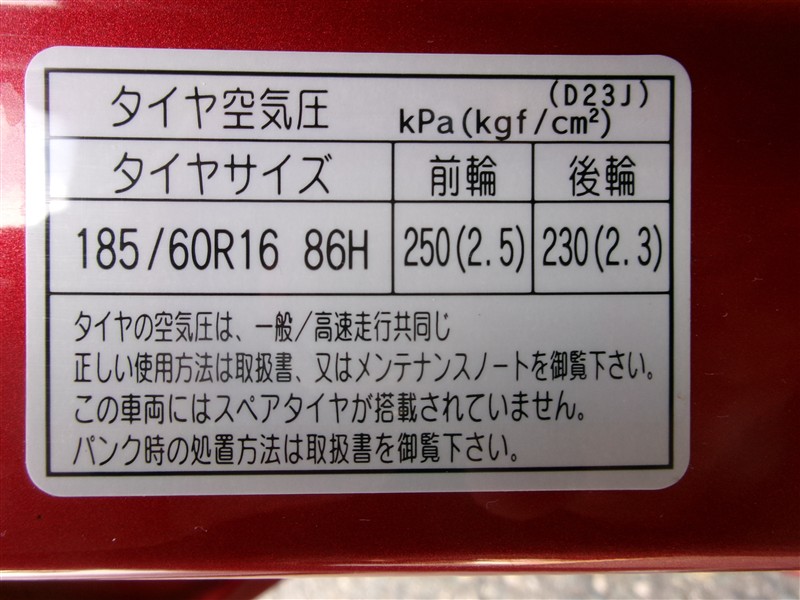 (D23J)
タイヤ空気圧 kPa(kgf/cm²)
タイヤサイズ 前輪 後輪
185/60R16 86H 250(2.5) 230(2.3)
タイヤの空気圧は、一般/高速走行共同じ
正しい使用方法は取扱書、又はメンテナンスノートを御覧下さい。
この車両にはスペアタイヤが搭載されていません。
パンク時の処置方法は取扱書を御覧下さい。